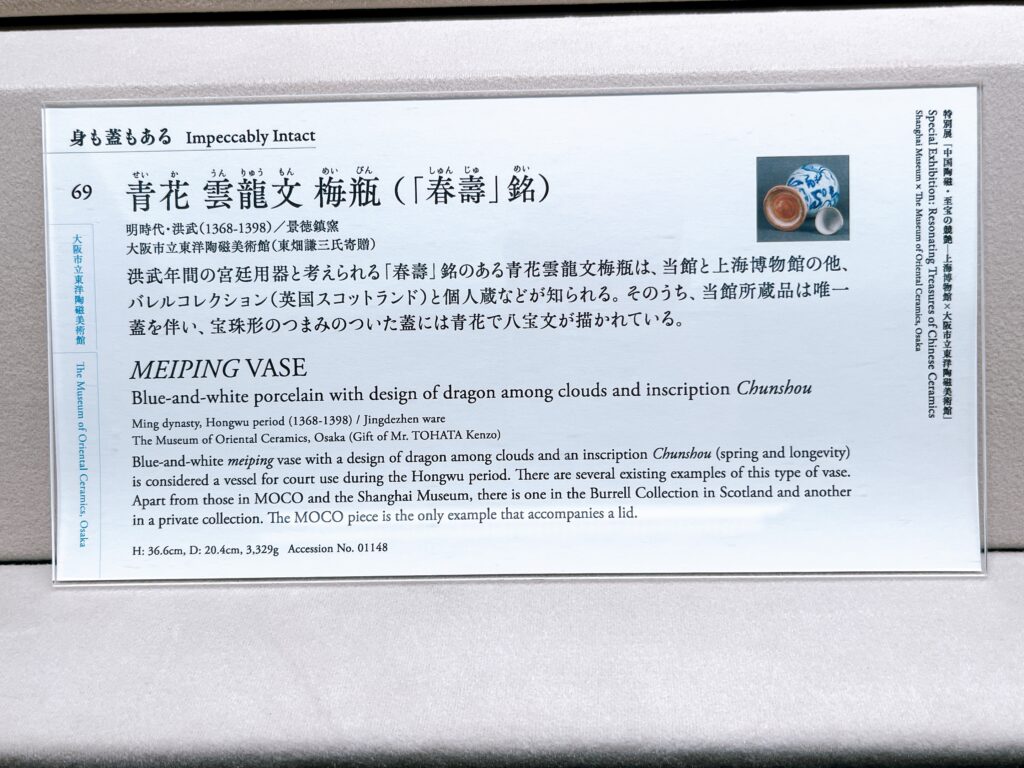 身も蓋もある Impeccably Intact
69
せい か うん りゅう もん めい びん しゅん じゅ めい
青花 雲龍文 梅瓶(「春壽」銘)
明時代・洪武(1368-1398)/景徳鎮窯
大阪市立東洋陶磁美術館(東畑謙三氏寄贈)
洪武年間の宮廷用器と考えられる「春壽」銘のある青花雲龍文梅瓶は、当館と上海博物館の他、
バレルコレクション(英国スコットランド)と個人蔵などが知られる。そのうち、当館所蔵品は唯一
蓋を伴い、宝珠形のつまみのついた蓋には青花で八宝文が描かれている。
MEIPING VASE
Blue-and-white porcelain with design of dragon among clouds and inscription Chunshou
Ming dynasty, Hongwu period (1368-1398) / Jingdezhen ware
The Museum of Oriental Ceramics, Osaka (Gift of Mr. TOHATA Kenzo)
Blue-and-white meiping vase with a design of dragon among clouds and an inscription Chunshou (spring and longevity)
is considered a vessel for court use during the Hongwu period. There are several existing examples of this type of vase.
Apart from those in MOCO and the Shanghai Museum, there is one in the Burrell Collection in Scotland and another
in a private collection. The MOCO piece is the only example that accompanies a lid.
H: 36.6cm, D: 20.4cm, 3,329g Accession No. 01148
大阪市立東洋陶磁美術館
The Museum of Oriental Ceramics, Osaka
特別展「中国陶磁・至宝の競艶―上海博物館×大阪市立東洋陶磁美術館」
Special Exhibition: Resonating Treasures of Chinese Ceramics
Shanghai Museum × The Museum of Oriental Ceramics, Osaka